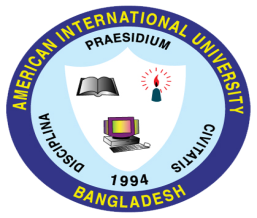 AMERICAN INTERNATIONAL UNIVERSITY
PRAESIDIUM
DISCIPLINA
CIVITATIS
1994
BANGLADESH